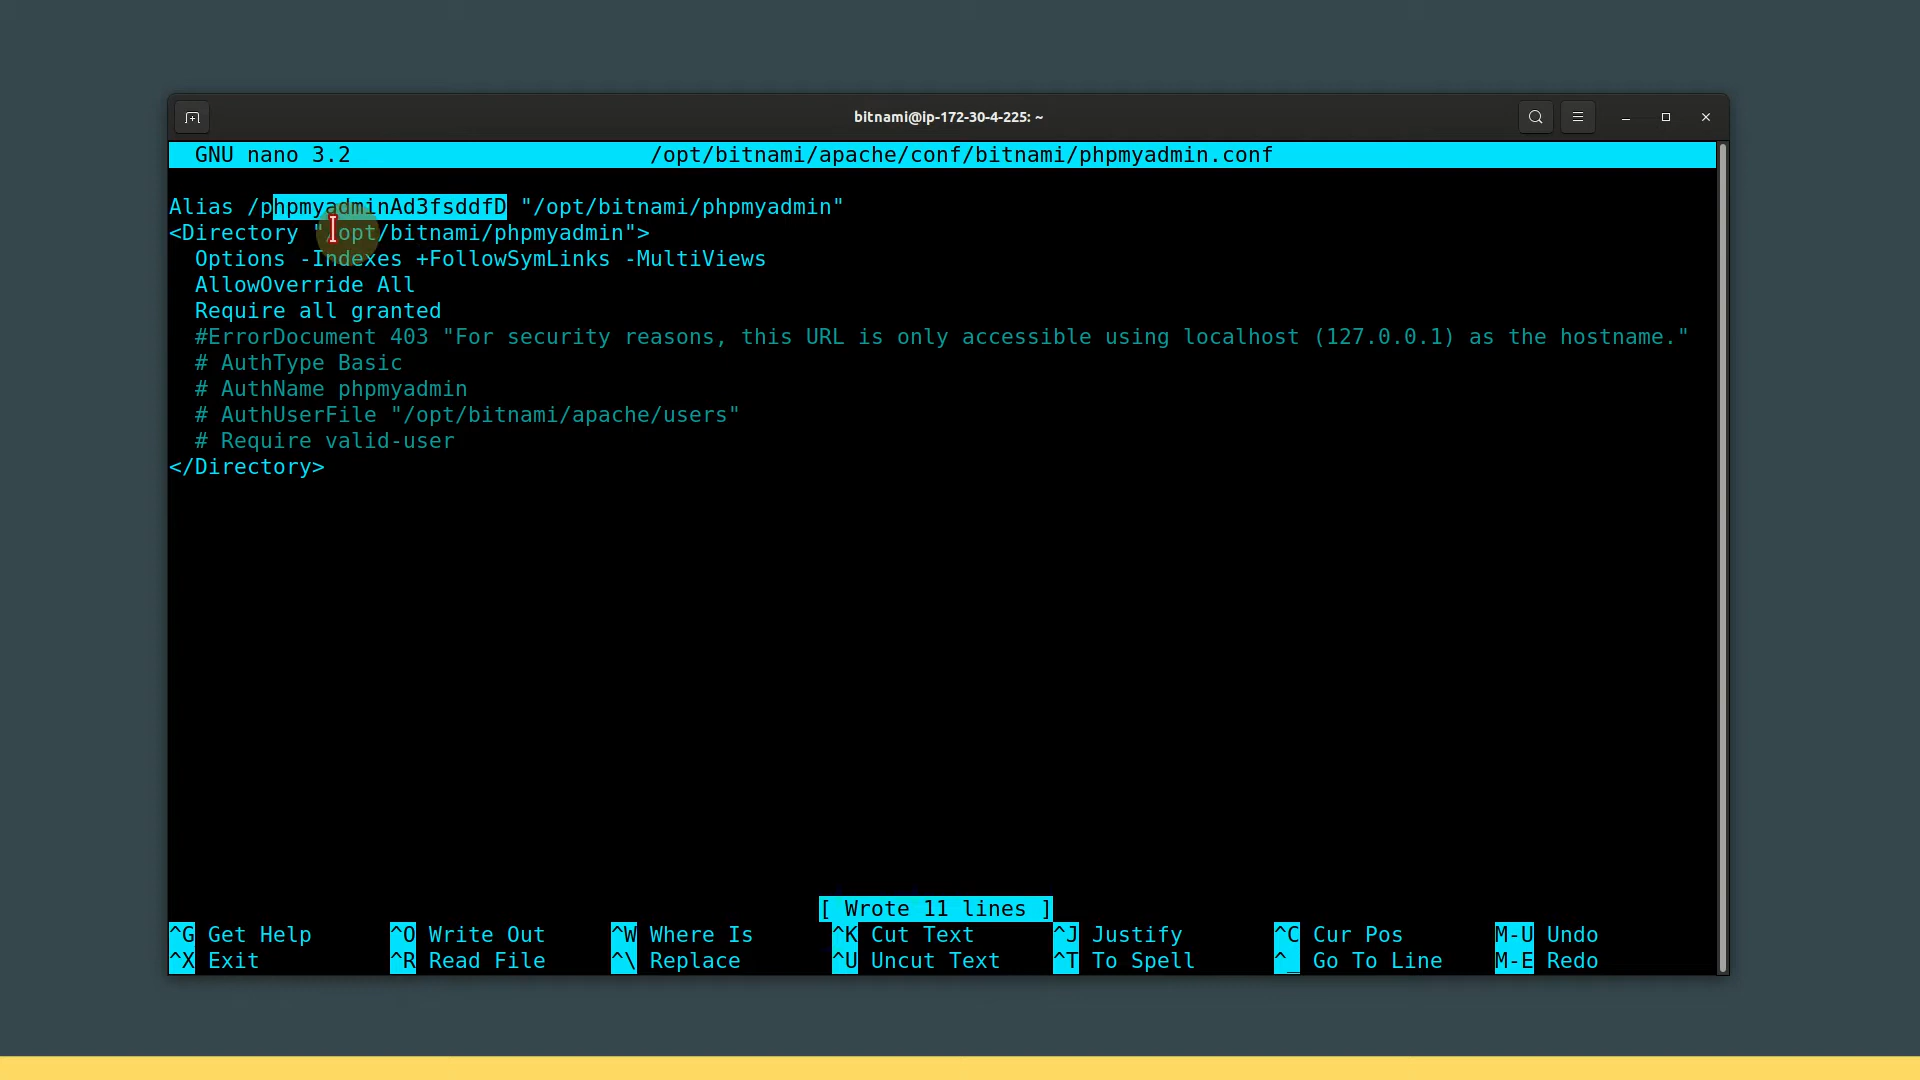 bitnami@ip-172-30-4-225: ~
GNU nano 3.2 /opt/bitnami/apache/conf/bitnami/phpmyadmin.conf
Alias /phpmyadminAd3fsddfD "/opt/bitnami/phpmyadmin"
<Directory "/opt/bitnami/phpmyadmin">
  Options -Indexes +FollowSymLinks -MultiViews
  AllowOverride All
  Require all granted
  #ErrorDocument 403 "For security reasons, this URL is only accessible using localhost (127.0.0.1) as the hostname."
  # AuthType Basic
  # AuthName phpmyadmin
  # AuthUserFile "/opt/bitnami/apache/users"
  # Require valid-user
</Directory>
[ Wrote 11 lines ]
^G Get Help ^O Write Out ^W Where Is ^K Cut Text ^J Justify ^C Cur Pos M-U Undo
^X Exit ^R Read File ^\ Replace ^U Uncut Text ^T To Spell ^_ Go To Line M-E Redo